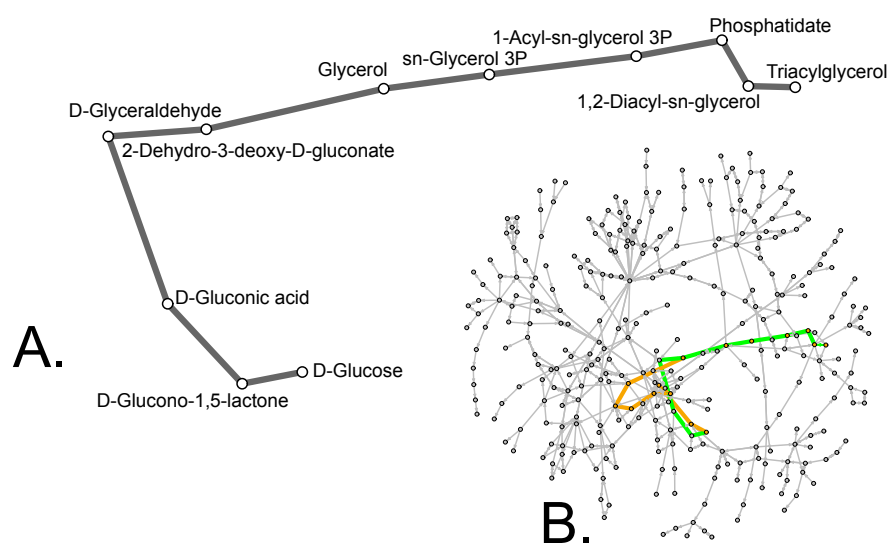 Phosphatidate
1-Acyl-sn-glycerol 3P
sn-Glycerol 3P
Glycerol
Triacylglycerol
1,2-Diacyl-sn-glycerol
D-Glyceraldehyde
2-Dehydro-3-deoxy-D-gluconate
D-Gluconic acid
A.
D-Glucose
D-Glucono-1,5-lactone
B.